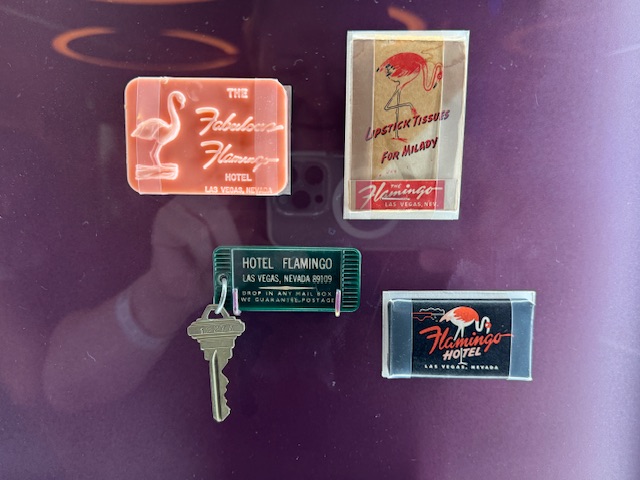 THE
Fabulous
Flamingo
HOTEL
LAS VEGAS, NEVADA
LIPSTICK TISSUES
FOR MILADY
THE
Flamingo
LAS VEGAS, NEV.
HOTEL FLAMINGO
LAS VEGAS, NEVADA 89109
DROP IN ANY MAIL BOX
WE GUARANTEE POSTAGE
Flamingo
HOTEL
LAS VEGAS, NEVADA